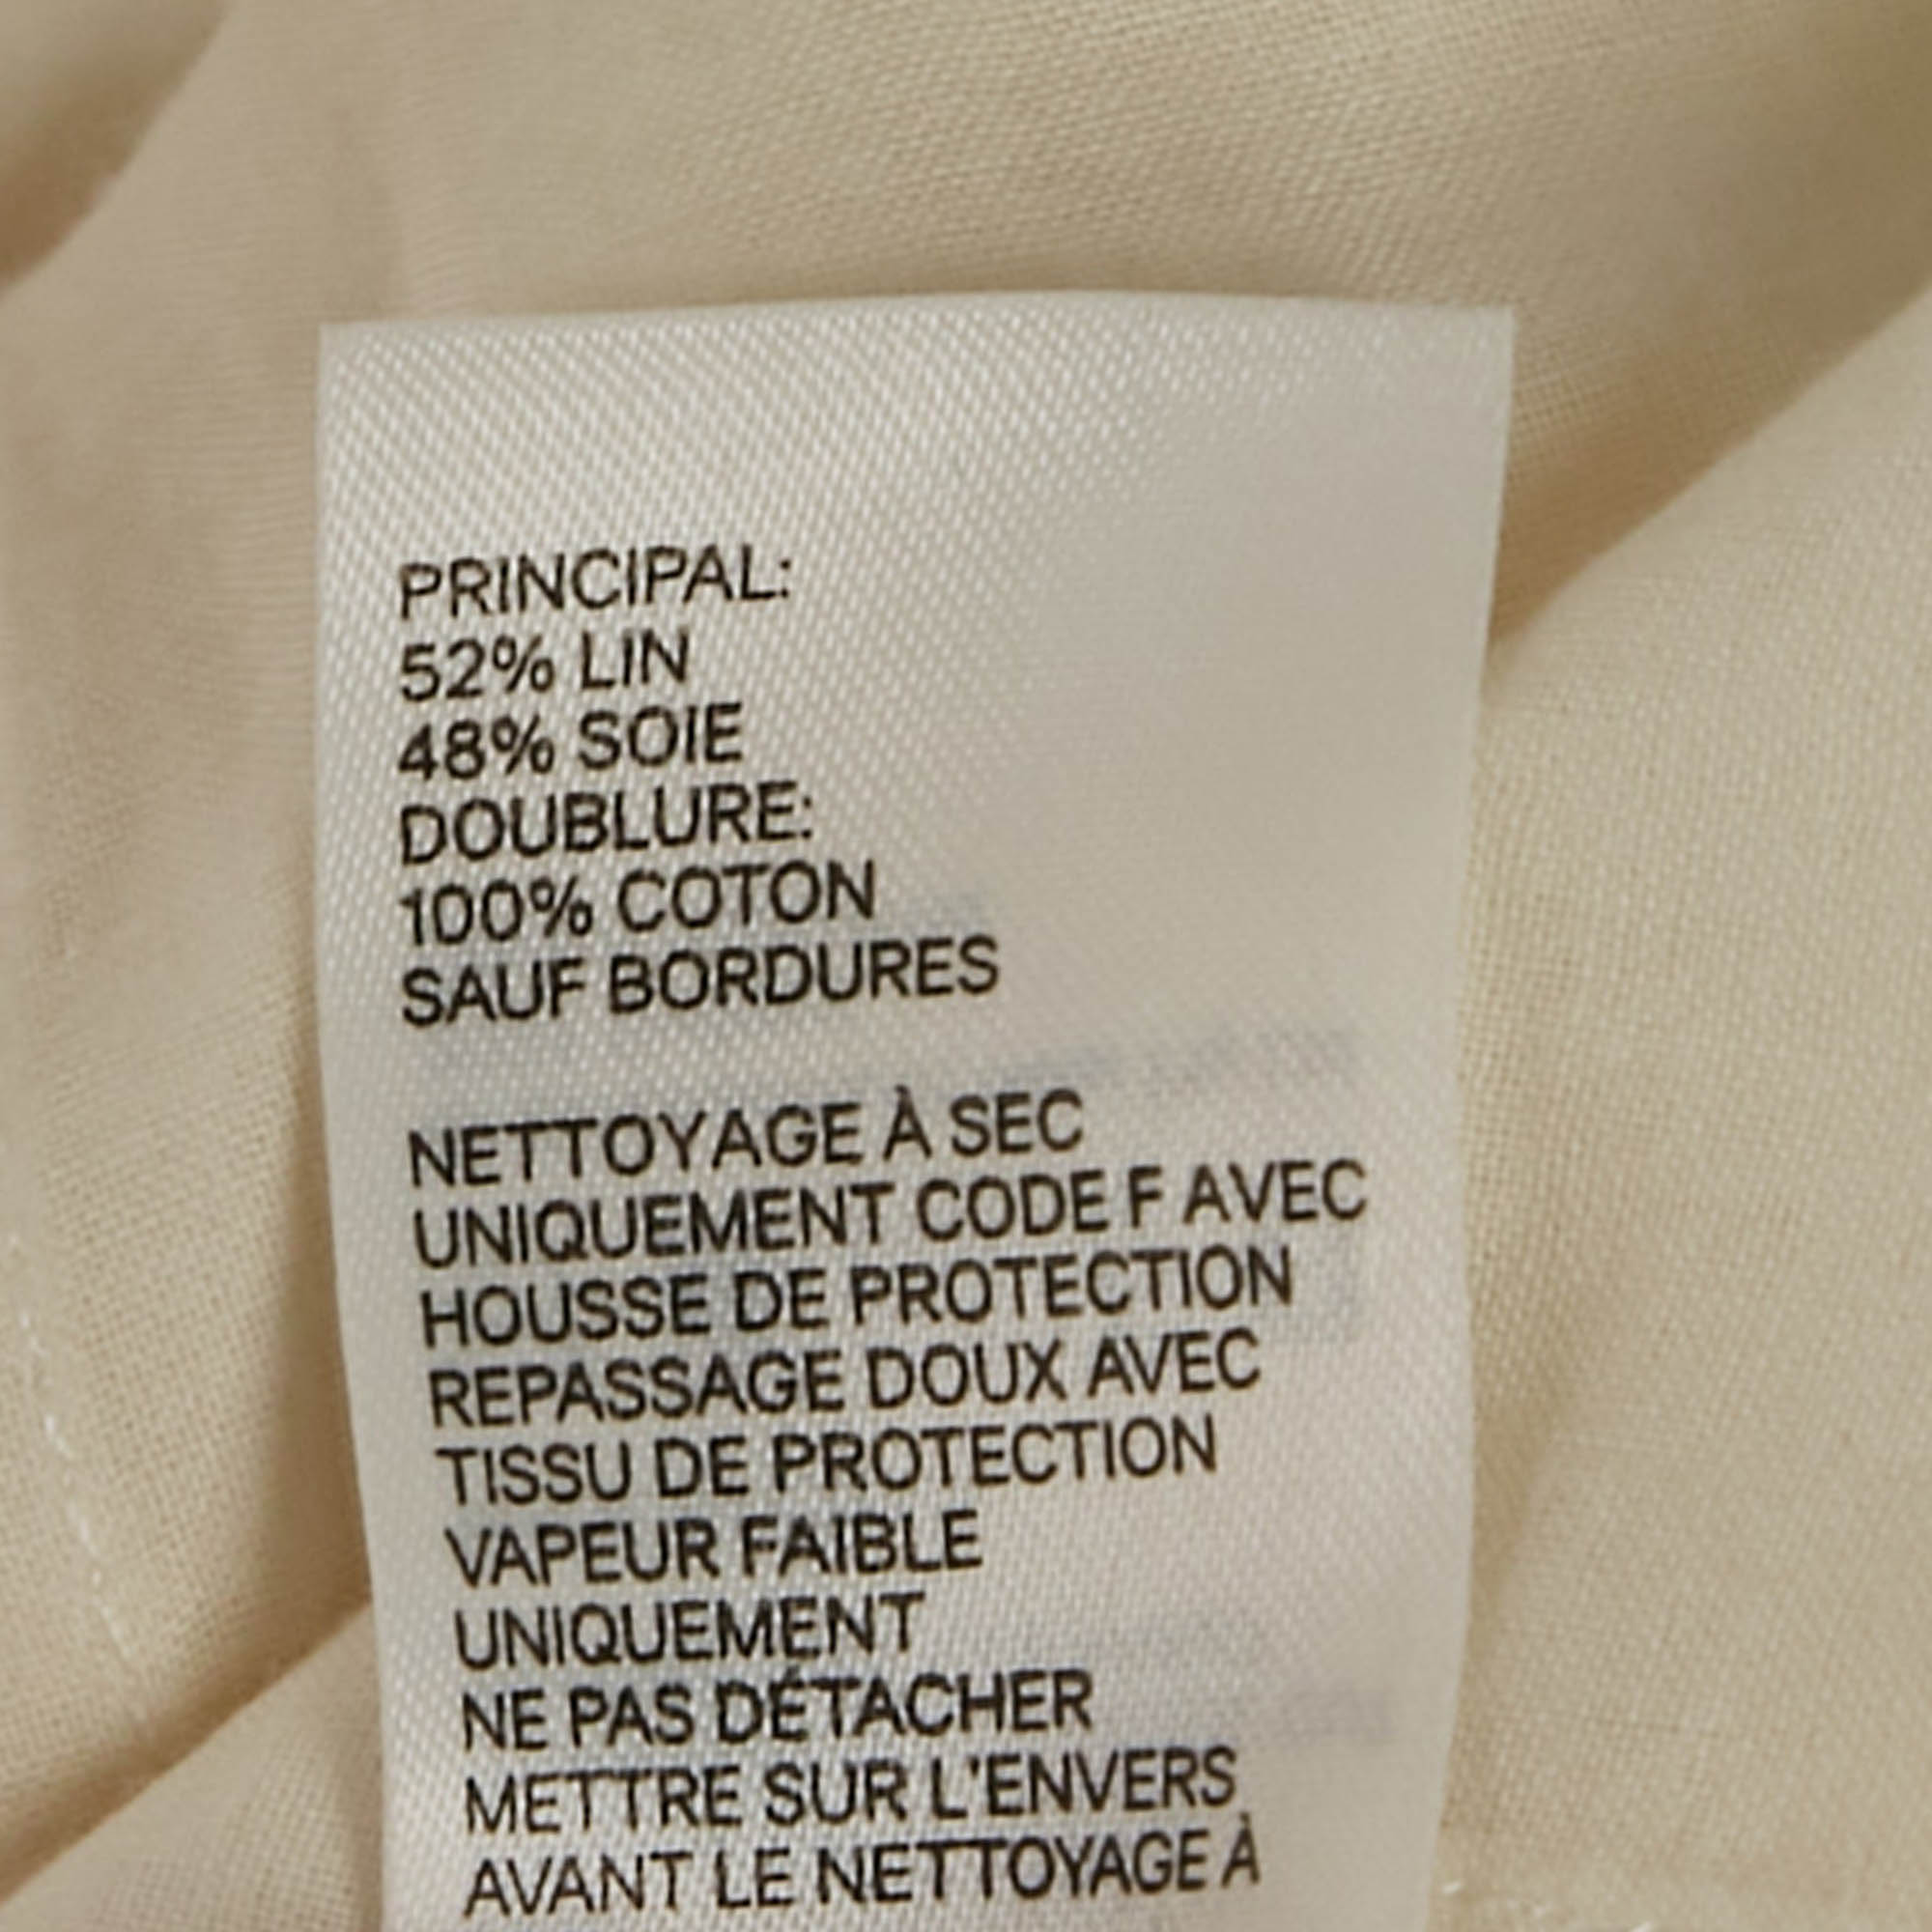 PRINCIPAL:
52% LIN
48% SOIE
DOUBLURE:
100% COTON
SAUF BORDURES
NETTOYAGE À SEC
UNIQUEMENT CODE F AVEC
HOUSSE DE PROTECTION
REPASSAGE DOUX AVEC
TISSU DE PROTECTION
VAPEUR FAIBLE
UNIQUEMENT
NE PAS DÉTACHER
METTRE SUR L'ENVERS
AVANT LE NETTOYAGE À